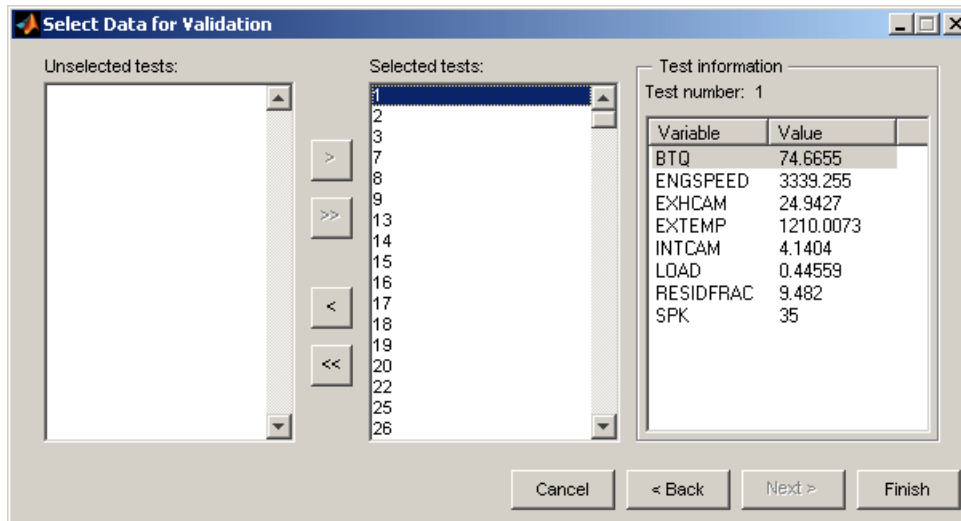 Select Data for Validation
Unselected tests:
Selected tests:
1
2
3
7
8
9
13
14
15
16
17
18
19
20
22
25
26
>
>>
<
<<
Test information
Test number: 1
Variable Value
BTQ 74.6655
ENGSPEED 3339.255
EXHCAM 24.9427
EXTEMP 1210.0073
INTCAM 4.1404
LOAD 0.44559
RESIDFRAC 9.482
SPK 35
Cancel < Back Next > Finish